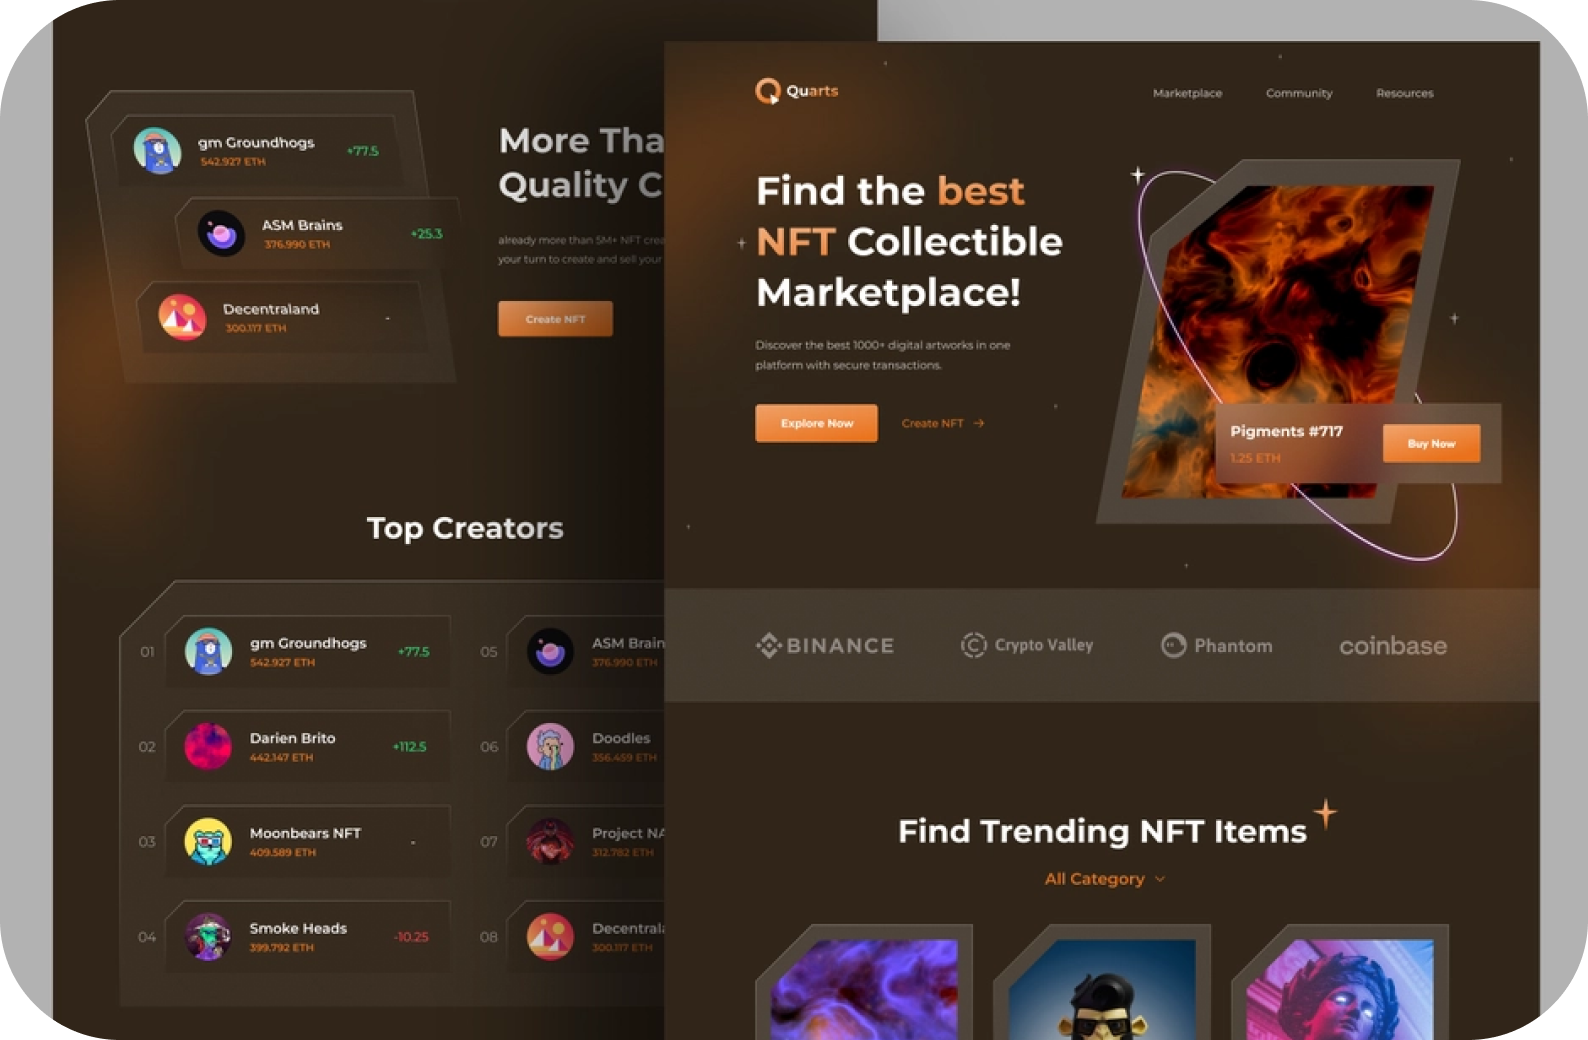 gm Groundhogs
542.927 ETH
+77.5
ASM Brains
376.990 ETH
+25.3
Decentraland
300.117 ETH
-
More Tha
Quality C
already more than 5M+ NFT crea
your turn to create and sell your
Create NFT
Top Creators
01
gm Groundhogs
542.927 ETH
+77.5
02
Darien Brito
442.147 ETH
+112.5
03
Moonbears NFT
409.589 ETH
-
04
Smoke Heads
399.792 ETH
-10.25
05
ASM Brain
376.990 ETH
06
Doodles
356.459 ETH
07
Project NA
312.782 ETH
08
Decentrala
300.117 ETH
Quarts
Marketplace
Community
Resources
Find the best
NFT Collectible
Marketplace!
Discover the best 1000+ digital artworks in one
platform with secure transactions.
Explore Now
Create NFT →
Pigments #717
1.25 ETH
Buy Now
BINANCE
Crypto Valley
Phantom
coinbase
Find Trending NFT Items
All Category